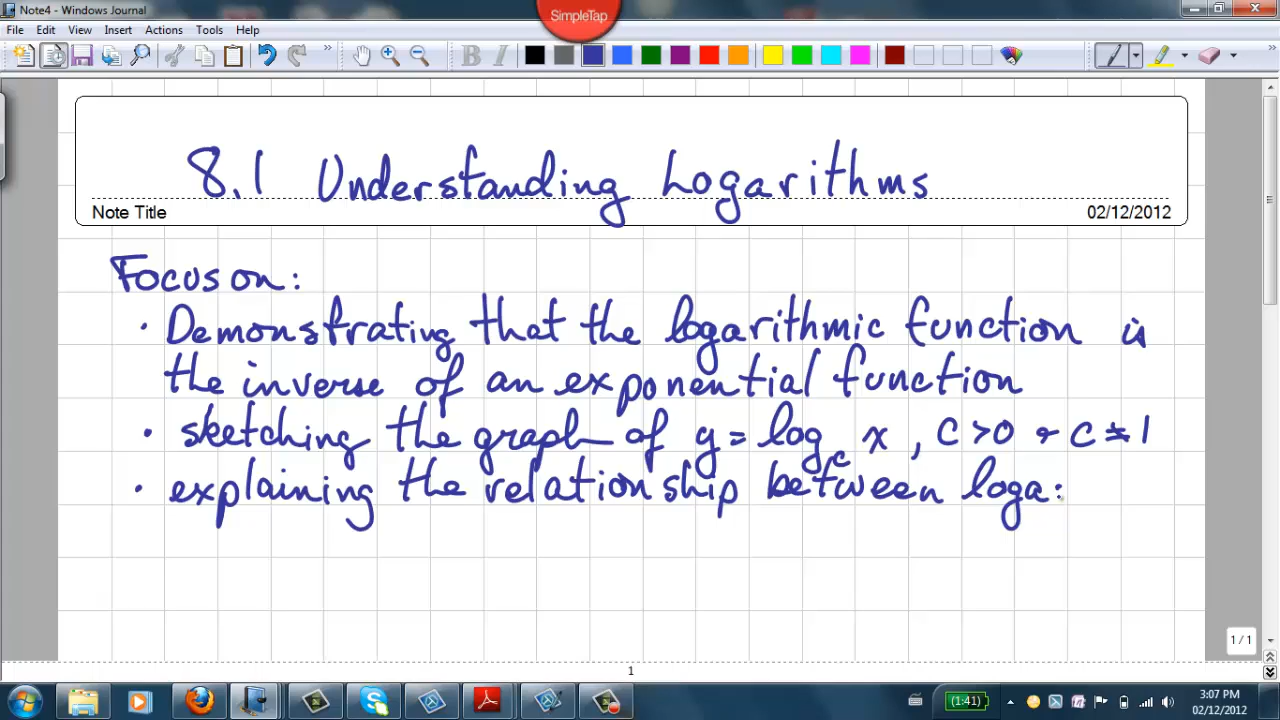 Note4 - Windows Journal
SimpleTap
File Edit View Insert Actions Tools Help
8.1 Understanding Logarithms
Note Title
02/12/2012
Focus on:
· Demonstrating that the logarithmic function is
the inverse of an exponential function
· sketching the graph of y = log_c x, c > 0 + c ≠ 1
· explaining the relationship between loga:
1 / 1
1
(1:41)
3:07 PM
02/12/2012